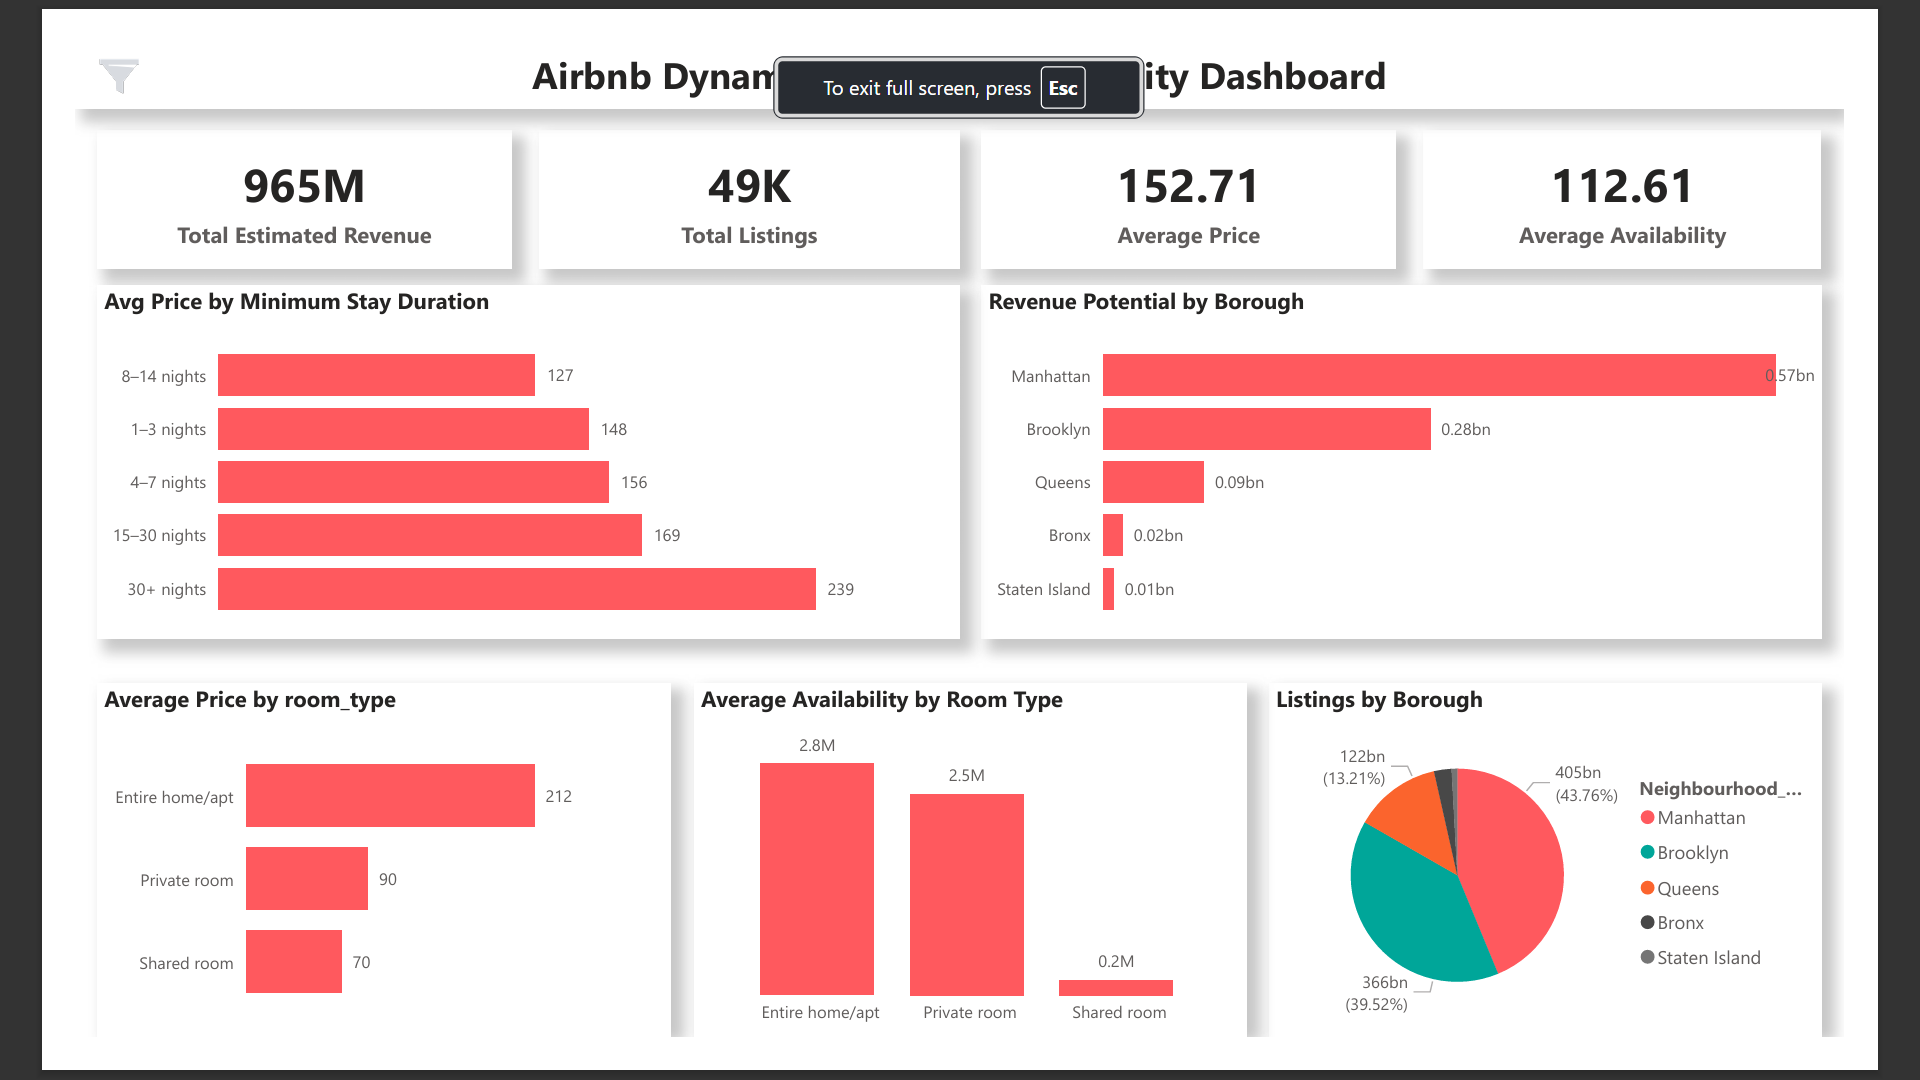 Airbnb Dynam
ity Dashboard
To exit full screen, press Esc
965M
Total Estimated Revenue
49K
Total Listings
152.71
Average Price
112.61
Average Availability
Avg Price by Minimum Stay Duration
8–14 nights 127
1–3 nights 148
4–7 nights 156
15–30 nights 169
30+ nights 239
Revenue Potential by Borough
Manhattan 0.57bn
Brooklyn 0.28bn
Queens 0.09bn
Bronx 0.02bn
Staten Island 0.01bn
Average Price by room_type
Entire home/apt 212
Private room 90
Shared room 70
Average Availability by Room Type
2.8M
2.5M
0.2M
Entire home/apt Private room Shared room
Listings by Borough
122bn
(13.21%)
405bn
(43.76%)
366bn
(39.52%)
Neighbourhood_...
Manhattan
Brooklyn
Queens
Bronx
Staten Island